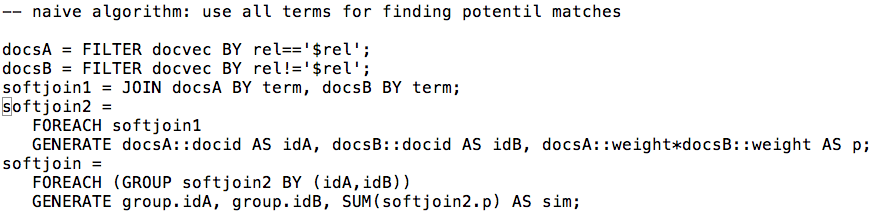 -- naive algorithm: use all terms for finding potentil matches
docsA = FILTER docvec BY rel=='$rel';
docsB = FILTER docvec BY rel!='$rel';
softjoin1 = JOIN docsA BY term, docsB BY term;
softjoin2 =
FOREACH softjoin1
GENERATE docsA::docid AS idA, docsB::docid AS idB, docsA::weight*docsB::weight AS p;
softjoin =
FOREACH (GROUP softjoin2 BY (idA,idB))
GENERATE group.idA, group.idB, SUM(softjoin2.p) AS sim;